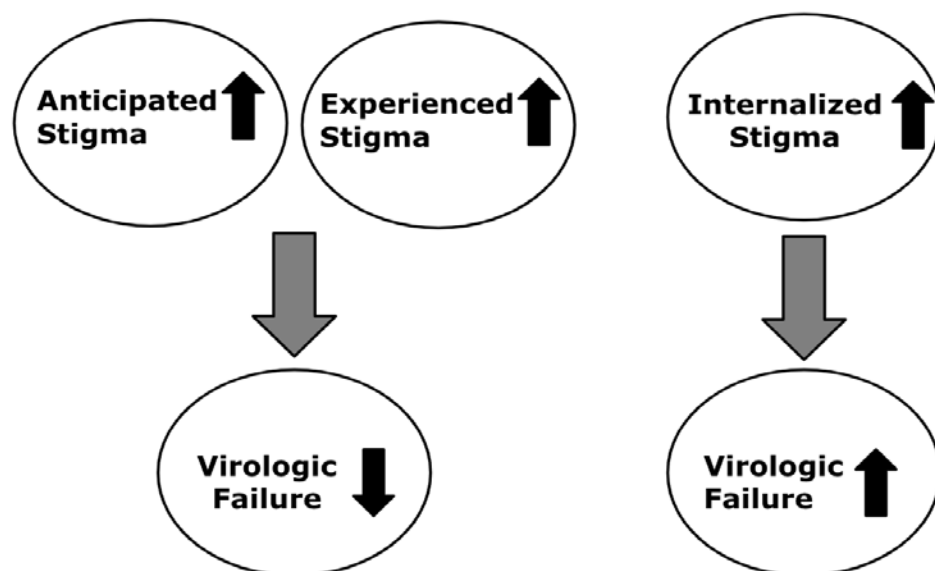 Anticipated
Stigma
Experienced
Stigma
Internalized
Stigma
Virologic
Failure
Virologic
Failure